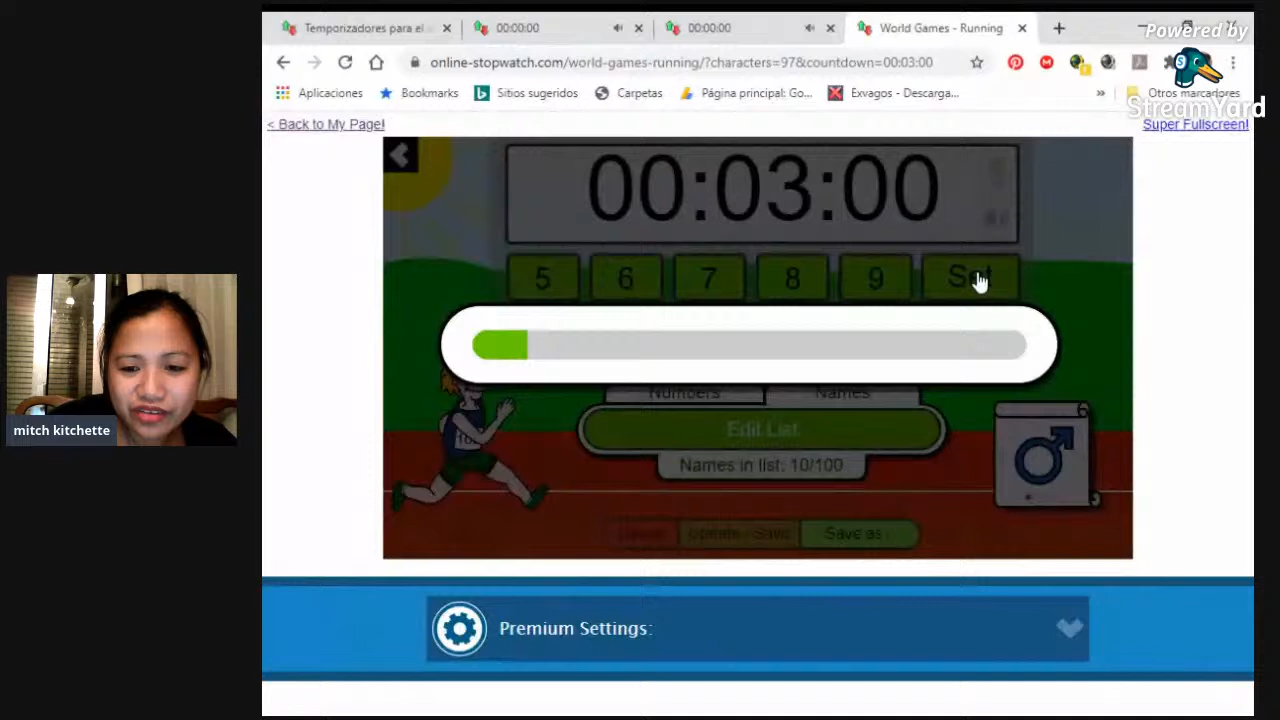 Temporizadores para el
00:00:00
00:00:00
World Games - Running
Powered by
online-stopwatch.com/world-games-running/?characters=97&countdown=00:03:00
StreamYard
Aplicaciones
Bookmarks
Sitios sugeridos
Carpetas
Página principal: Go...
Exvagos - Descarga...
»
Otros marcadores
< Back to My Page!
Super Fullscreen!
00:03:00
5 6 7 8 9 Set
Numbers Names
Edit List
Names in list: 10/100
Update - Save Save as
mitch kitchette
Premium Settings: